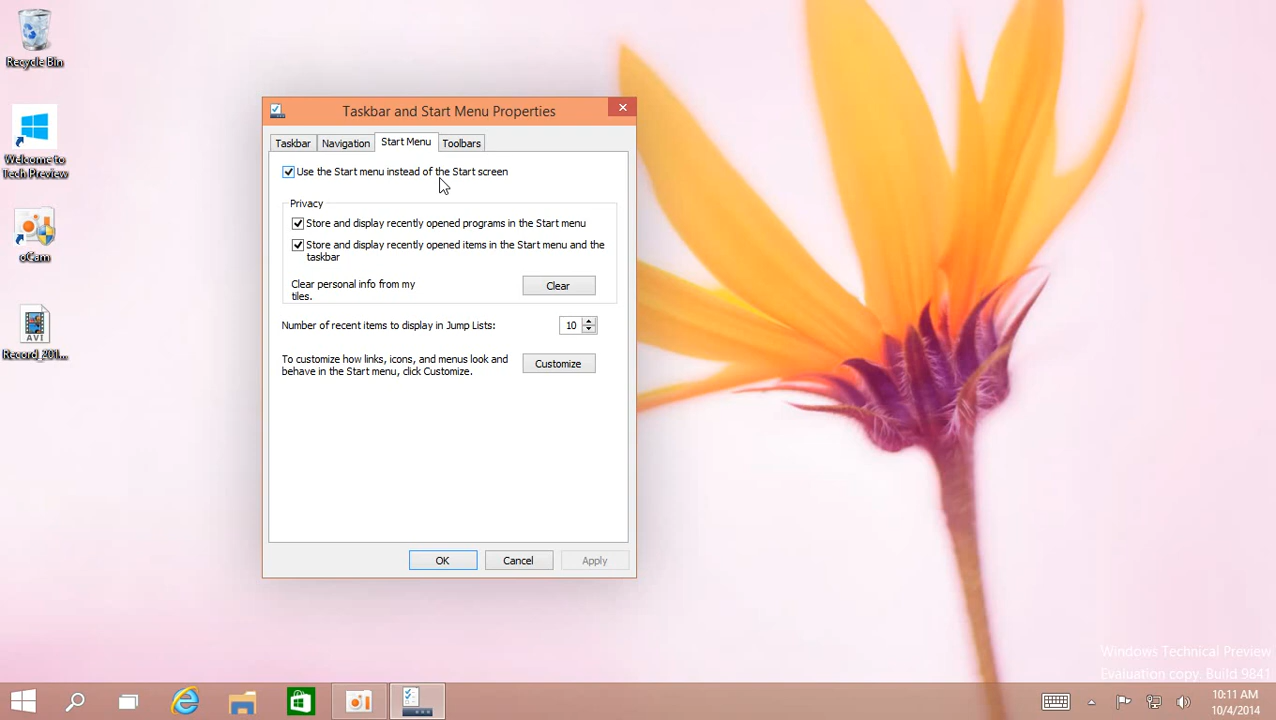 Recycle Bin
Welcome to
Tech Preview
oCam
AVI
Record_201...
Taskbar and Start Menu Properties
Taskbar
Navigation
Start Menu
Toolbars
Use the Start menu instead of the Start screen
Privacy
Store and display recently opened programs in the Start menu
Store and display recently opened items in the Start menu and the
taskbar
Clear personal info from my
tiles.
Clear
Number of recent items to display in Jump Lists:
10
To customize how links, icons, and menus look and
behave in the Start menu, click Customize.
Customize
OK
Cancel
Apply
Windows Technical Preview
Evaluation copy. Build 9841
10:11 AM
10/4/2014